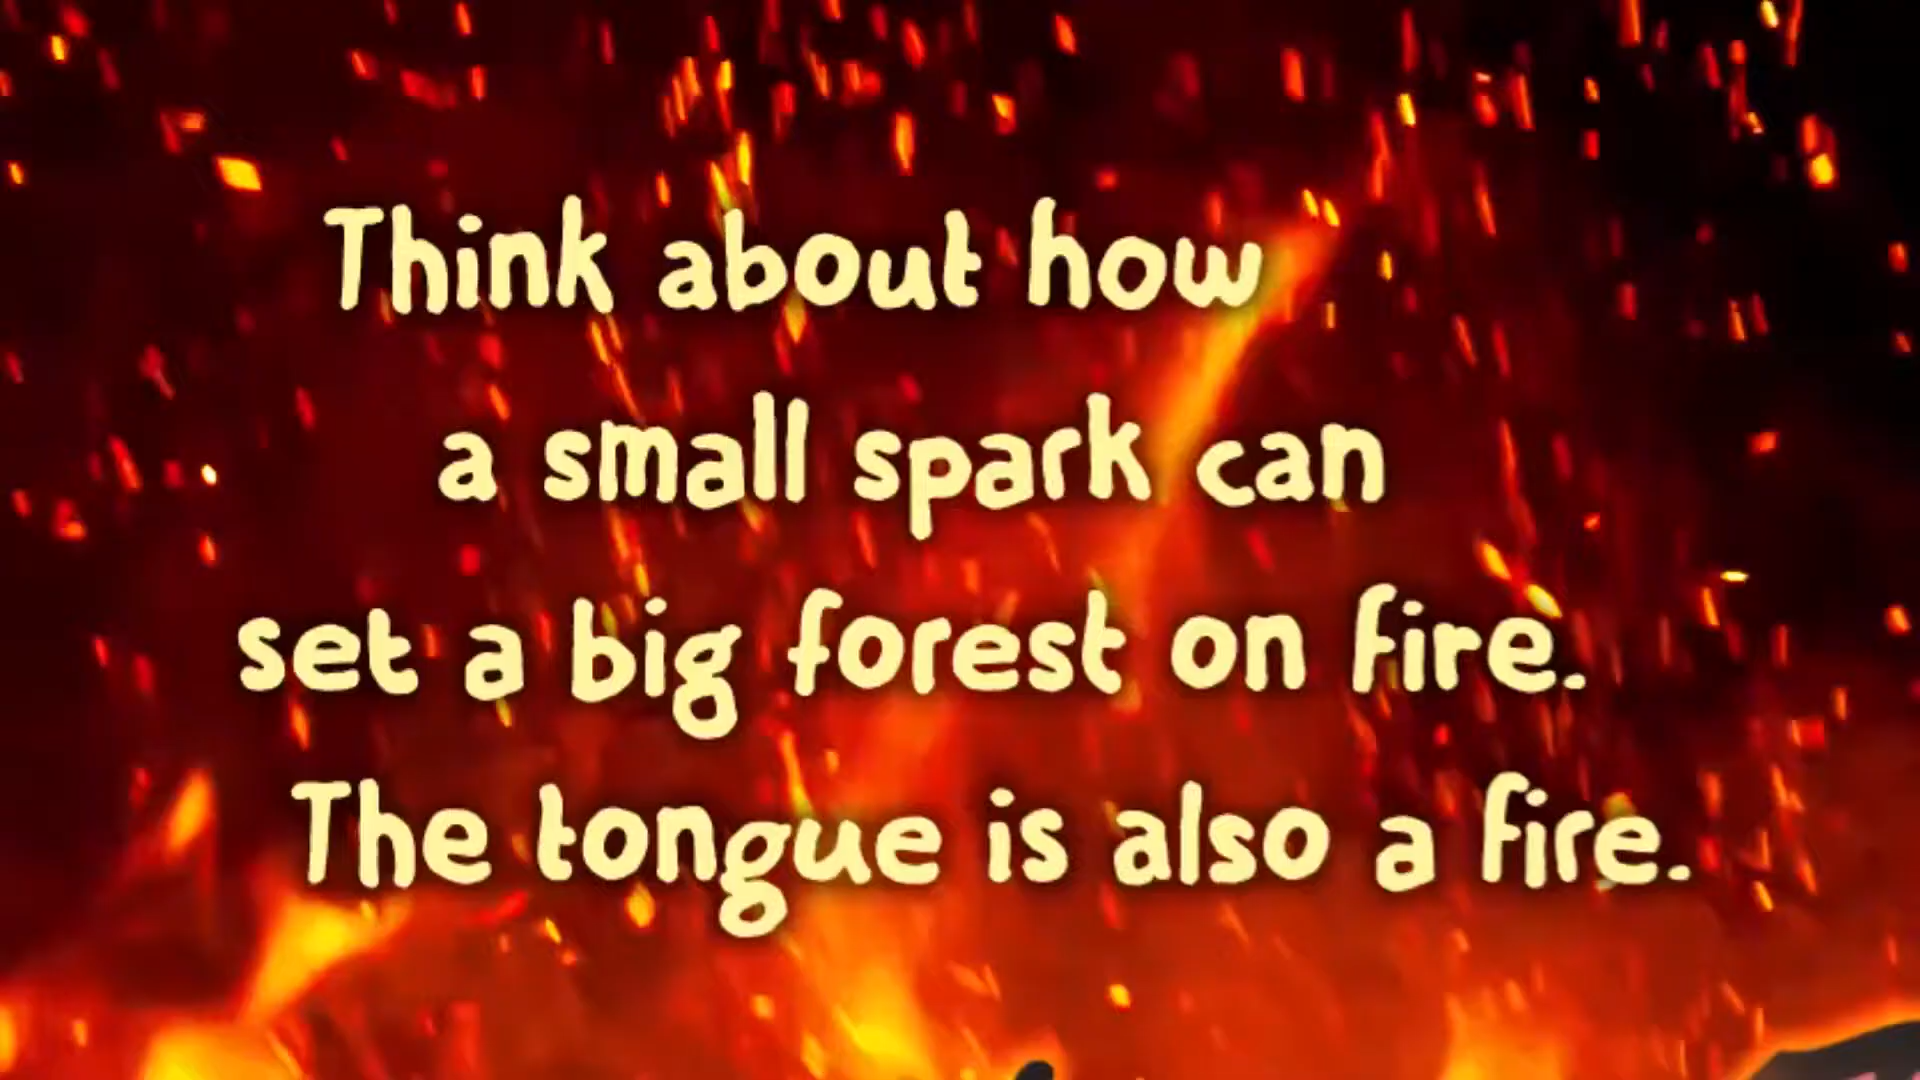 Think about how
a small spark can
set a big forest on fire.
The tongue is also a fire.